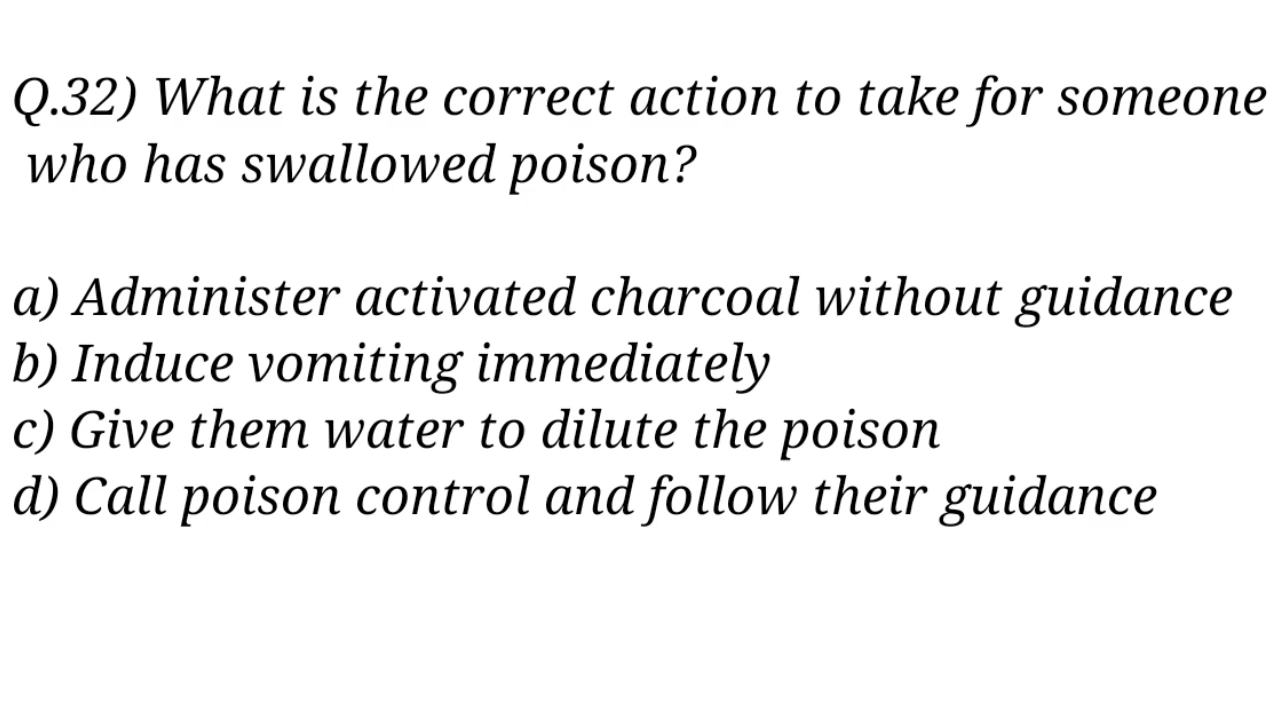 Q.32) What is the correct action to take for someone
who has swallowed poison?
a) Administer activated charcoal without guidance
b) Induce vomiting immediately
c) Give them water to dilute the poison
d) Call poison control and follow their guidance